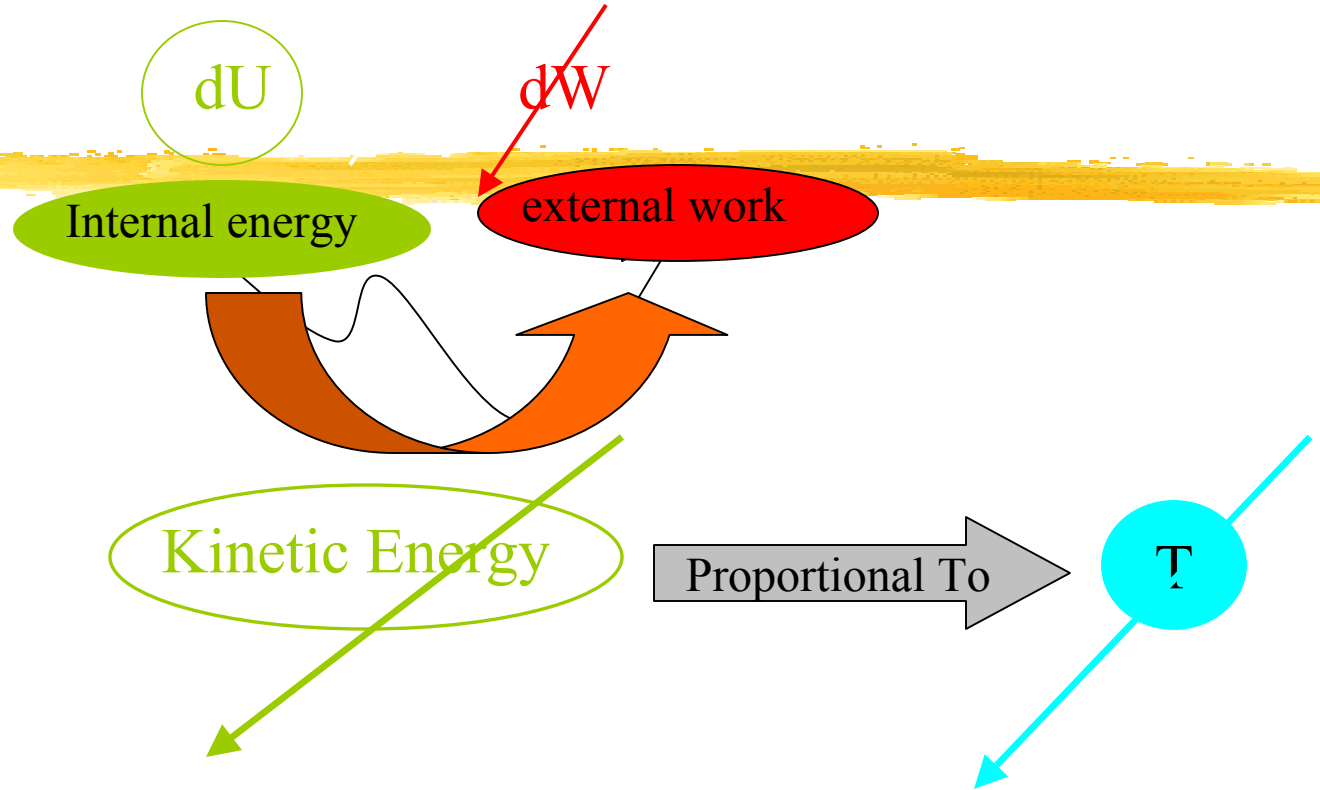 dU
dW
Internal energy
external work
Kinetic Energy
Proportional To
T